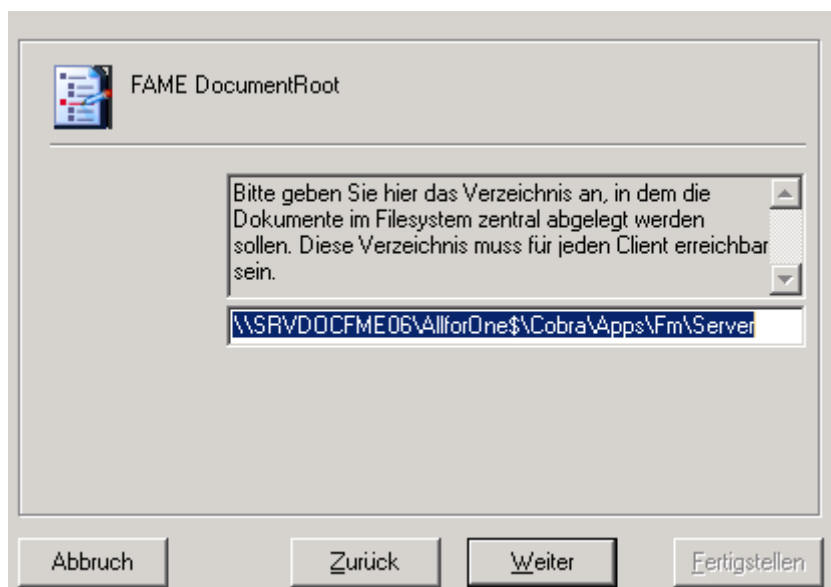 FAME DocumentRoot
Bitte geben Sie hier das Verzeichnis an, in dem die
Dokumente im Filesystem zentral abgelegt werden
sollen. Diese Verzeichnis muss für jeden Client erreichbar
sein.
\\SRVDOCFME06\AllforOne$\Cobra\Apps\Fm\Server
Abbruch Zurück Weiter Fertigstellen